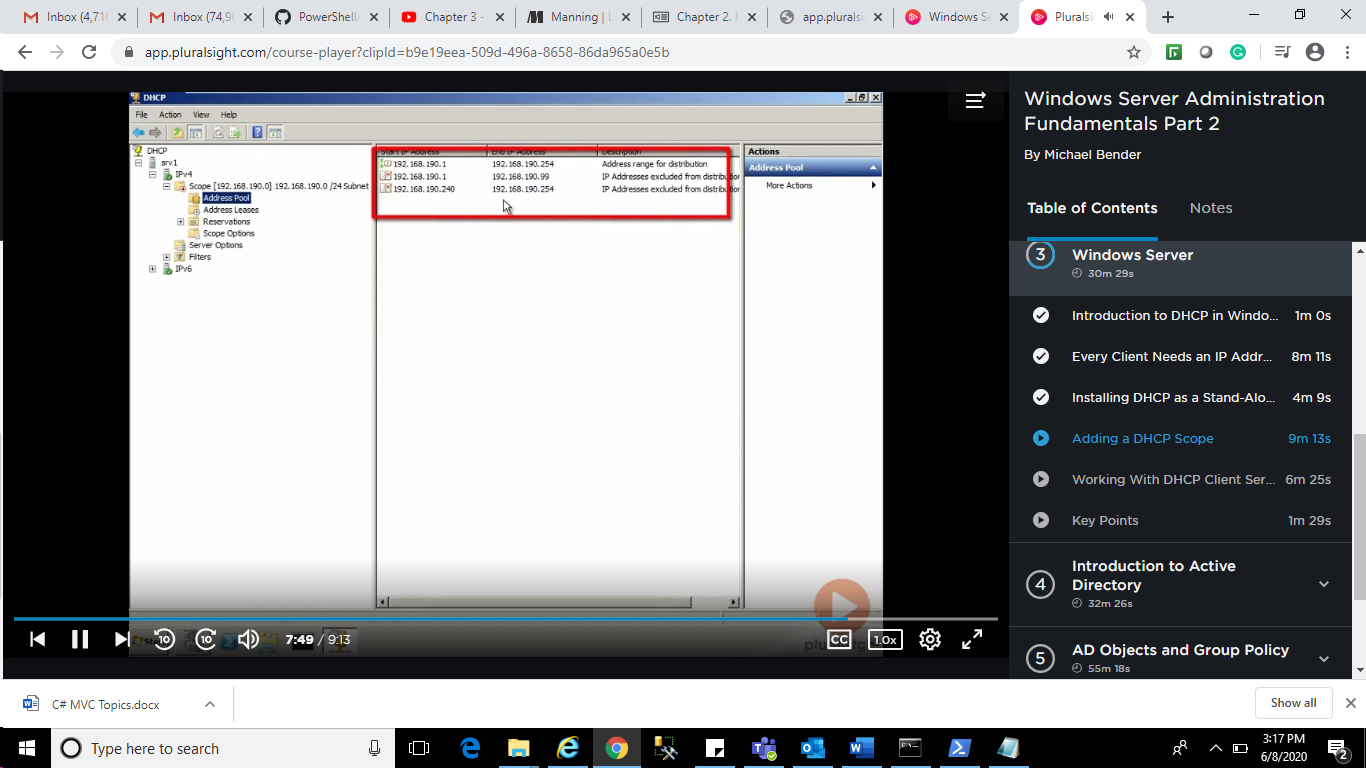 Inbox (4,710
Inbox (74,90
PowerShell/
Chapter 3 -
Manning | L
Chapter 2.
app.plurals
Windows Se
Pluralsi
app.pluralsight.com/course-player?clipId=b9e19eea-509d-496a-8658-86da965a0e5b
DHCP
File Action View Help
DHCP
srv1
IPv4
Scope [192.168.190.0] 192.168.190.0 /24 Subnet
Address Pool
Address Leases
Reservations
Scope Options
Server Options
Filters
IPv6
Start IP Address End IP Address Description
192.168.190.1 192.168.190.254 Address range for distribution
192.168.190.1 192.168.190.99 IP Addresses excluded from distribution
192.168.190.240 192.168.190.254 IP Addresses excluded from distribution
Actions
Address Pool
More Actions
10 10 7:49 / 9:13 CC 1.0x
Windows Server Administration
Fundamentals Part 2
By Michael Bender
Table of Contents Notes
3 Windows Server
30m 29s
Introduction to DHCP in Windo... 1m 0s
Every Client Needs an IP Addr... 8m 11s
Installing DHCP as a Stand-Alo... 4m 9s
Adding a DHCP Scope 9m 13s
Working With DHCP Client Ser... 6m 25s
Key Points 1m 29s
4 Introduction to Active
Directory
32m 26s
5 AD Objects and Group Policy
55m 18s
C# MVC Topics.docx
Show all
Type here to search
3:17 PM
6/8/2020
2